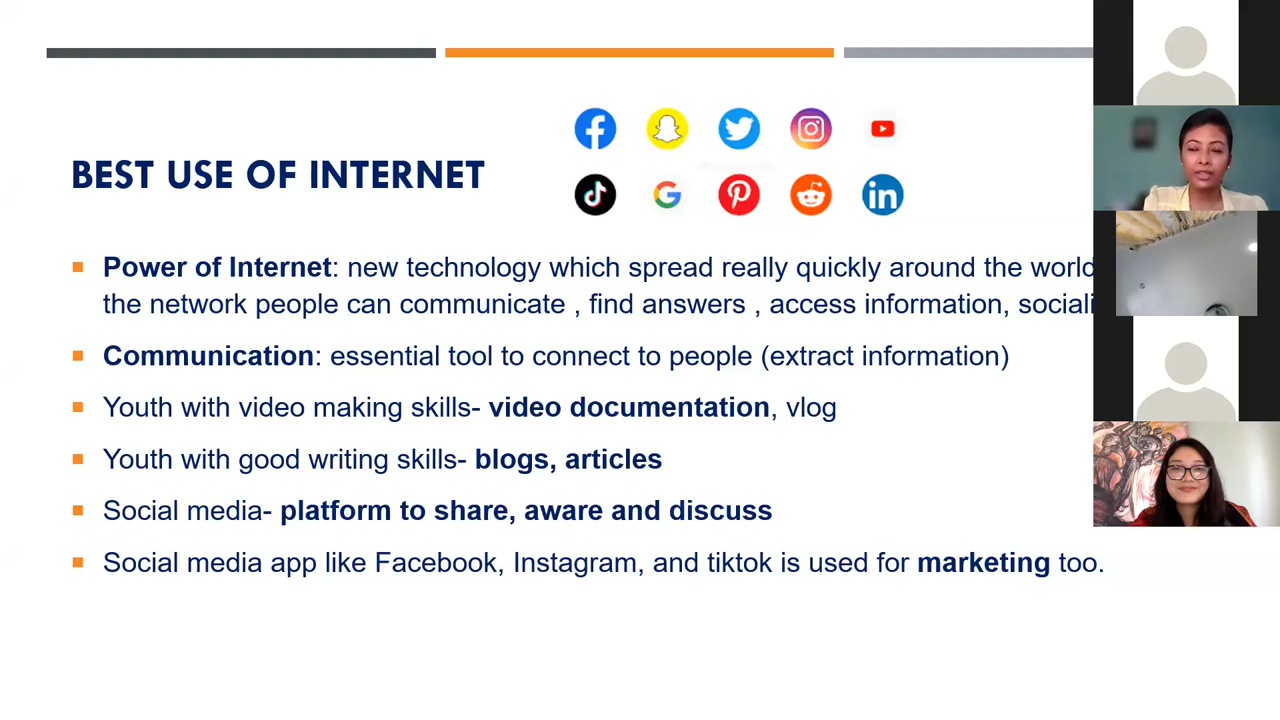 BEST USE OF INTERNET
Power of Internet: new technology which spread really quickly around the world
the network people can communicate , find answers , access information, sociali
Communication: essential tool to connect to people (extract information)
Youth with video making skills- video documentation, vlog
Youth with good writing skills- blogs, articles
Social media- platform to share, aware and discuss
Social media app like Facebook, Instagram, and tiktok is used for marketing too.